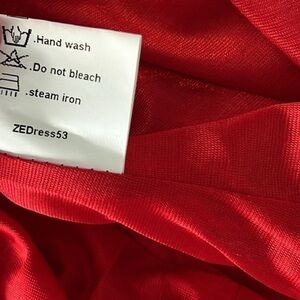 .Hand wash
.Do not bleach
.steam iron
ZEDress53